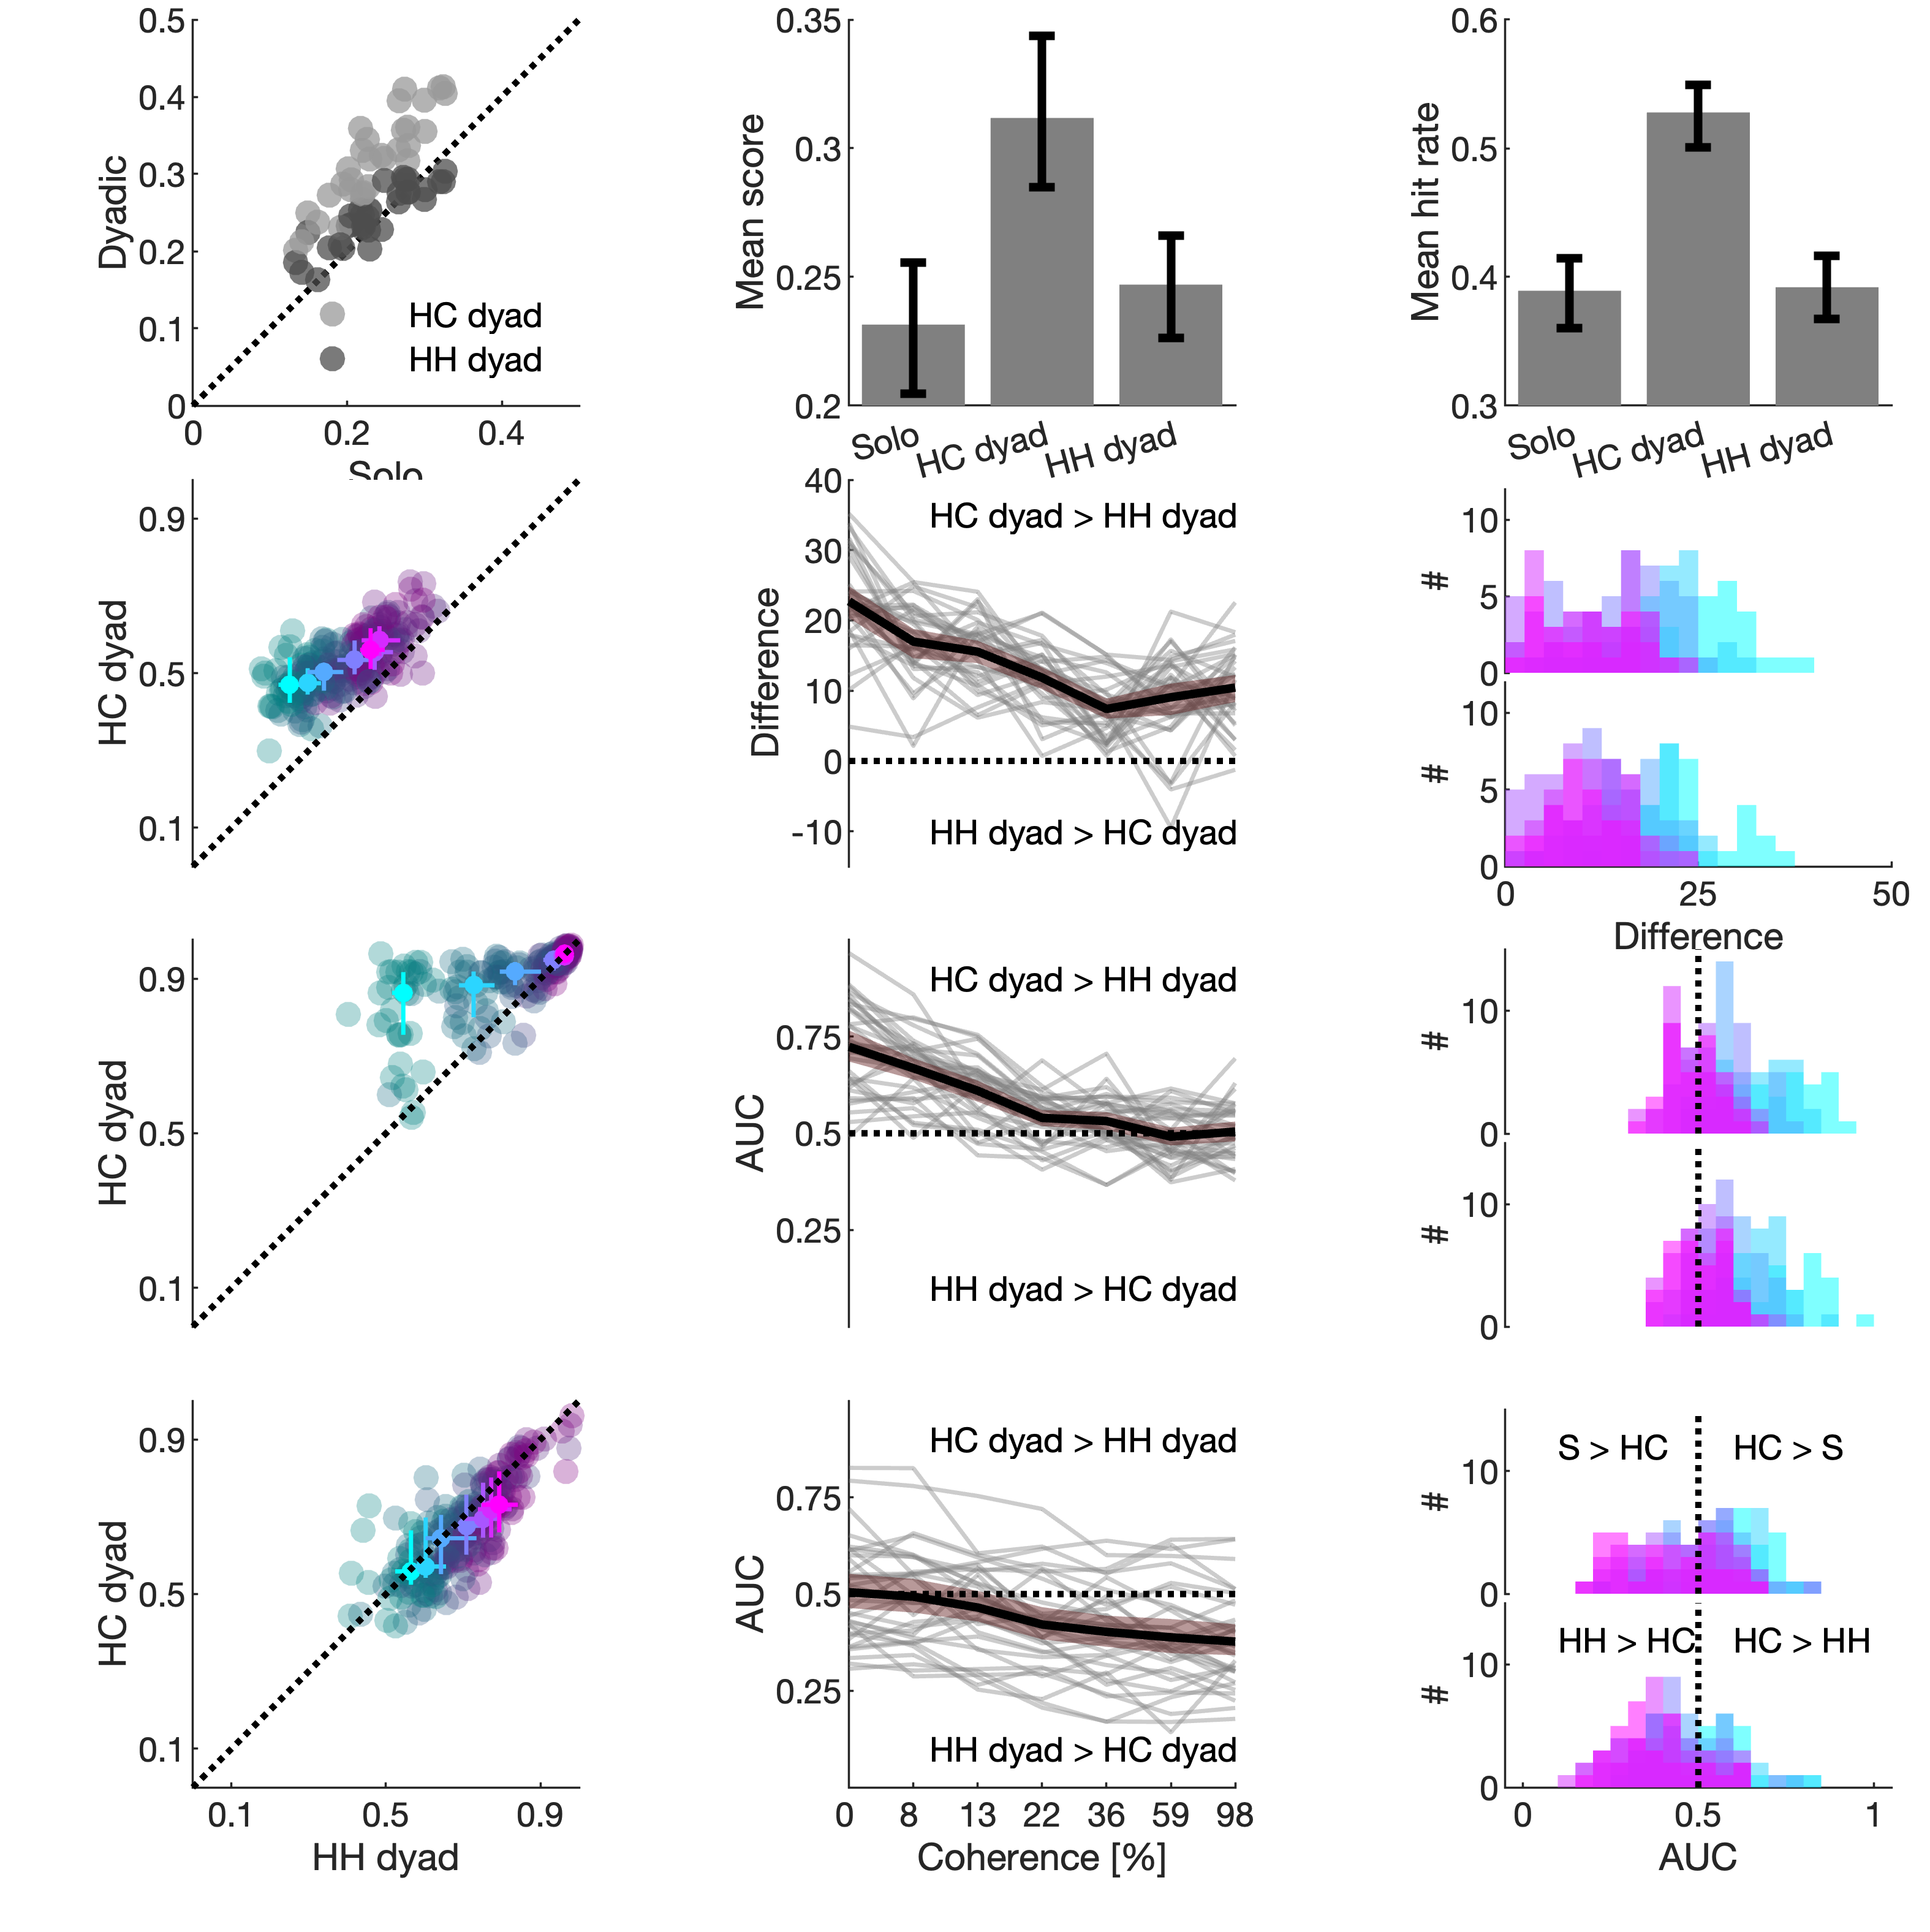 0.5
0.4
0.3
0.2
0.1
0
Dyadic
HC dyad
HH dyad
0
0.2
0.4
Solo
0.35
0.3
0.25
0.2
Mean score
Solo
HC dyad
HH dyad
0.6
0.5
0.4
0.3
Mean hit rate
Solo
HC dyad
HH dyad
0.9
0.5
0.1
HC dyad
40
30
20
10
0
-10
Difference
HC dyad > HH dyad
HH dyad > HC dyad
10
5
0
#
10
5
0
#
0
25
50
Difference
0.9
0.5
0.1
HC dyad
0.75
0.5
0.25
AUC
HC dyad > HH dyad
HH dyad > HC dyad
10
0
#
10
0
#
0.9
0.5
0.1
HC dyad
0.1
0.5
0.9
HH dyad
0.75
0.5
0.25
AUC
HC dyad > HH dyad
HH dyad > HC dyad
0
8
13
22
36
59
98
Coherence [%]
10
0
#
S > HC
HC > S
10
0
#
HH > HC
HC > HH
0
0.5
1
AUC